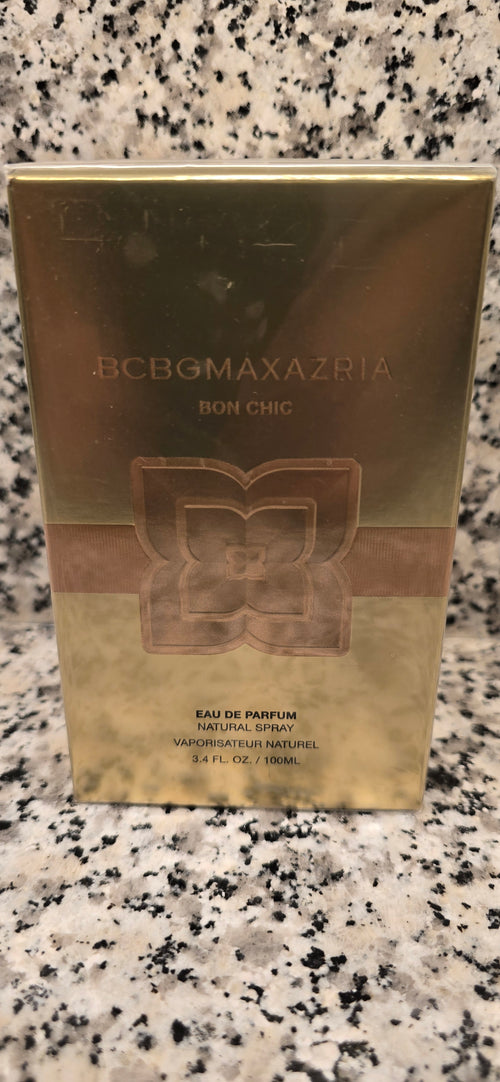 BCBGMAXAZRIA
BON CHIC
EAU DE PARFUM
NATURAL SPRAY
VAPORISATEUR NATUREL
3.4 FL. OZ. / 100ML